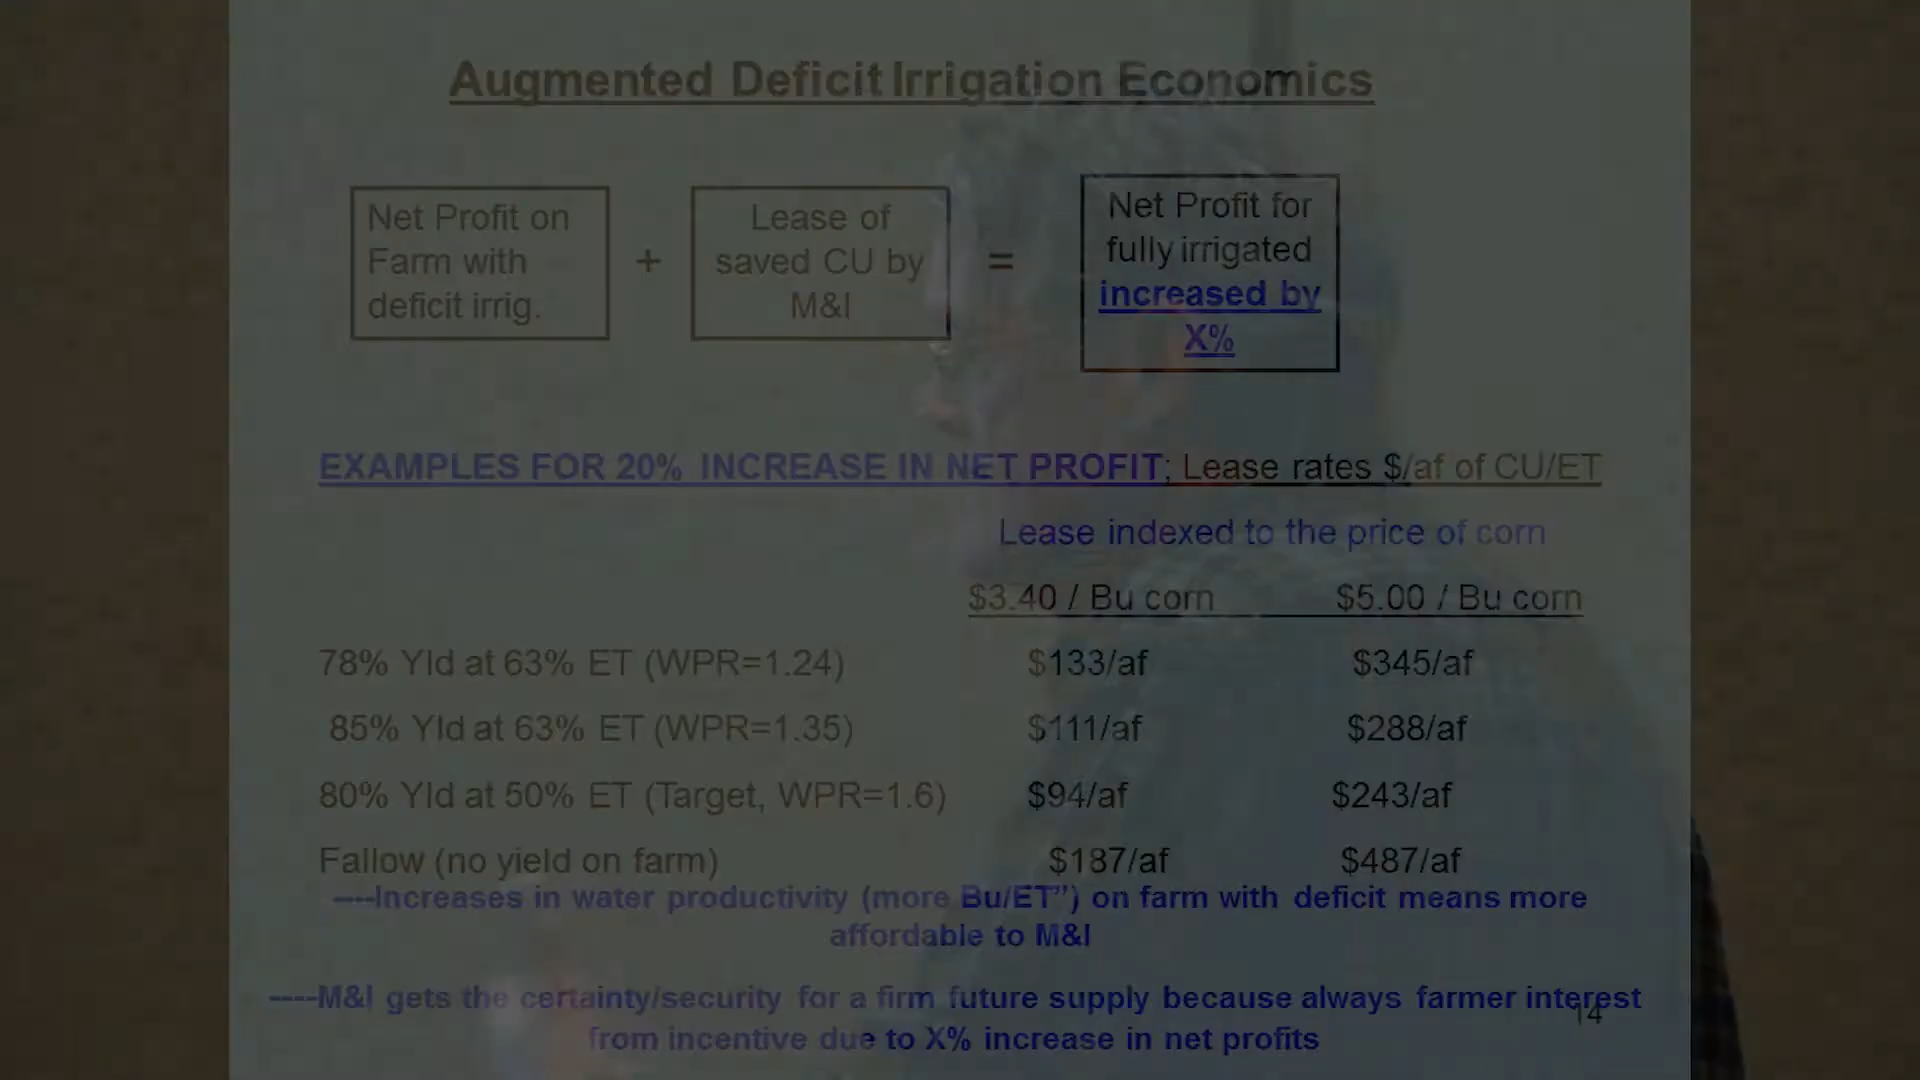 Augmented Deficit Irrigation Economics
Net Profit on
Farm with
deficit irrig.
+
Lease of
saved CU by
M&I
=
Net Profit for
fully irrigated
increased by
X%
EXAMPLES FOR 20% INCREASE IN NET PROFIT; Lease rates $/af of CU/ET
Lease indexed to the price of corn
$3.40 / Bu corn $5.00 / Bu corn
78% Yld at 63% ET (WPR=1.24) $133/af $345/af
85% Yld at 63% ET (WPR=1.35) $111/af $288/af
80% Yld at 50% ET (Target, WPR=1.6) $94/af $243/af
Fallow (no yield on farm) $187/af $487/af
----Increases in water productivity (more Bu/ET”) on farm with deficit means more
affordable to M&I
----M&I gets the certainty/security for a firm future supply because always farmer interest
from incentive due to X% increase in net profits
14